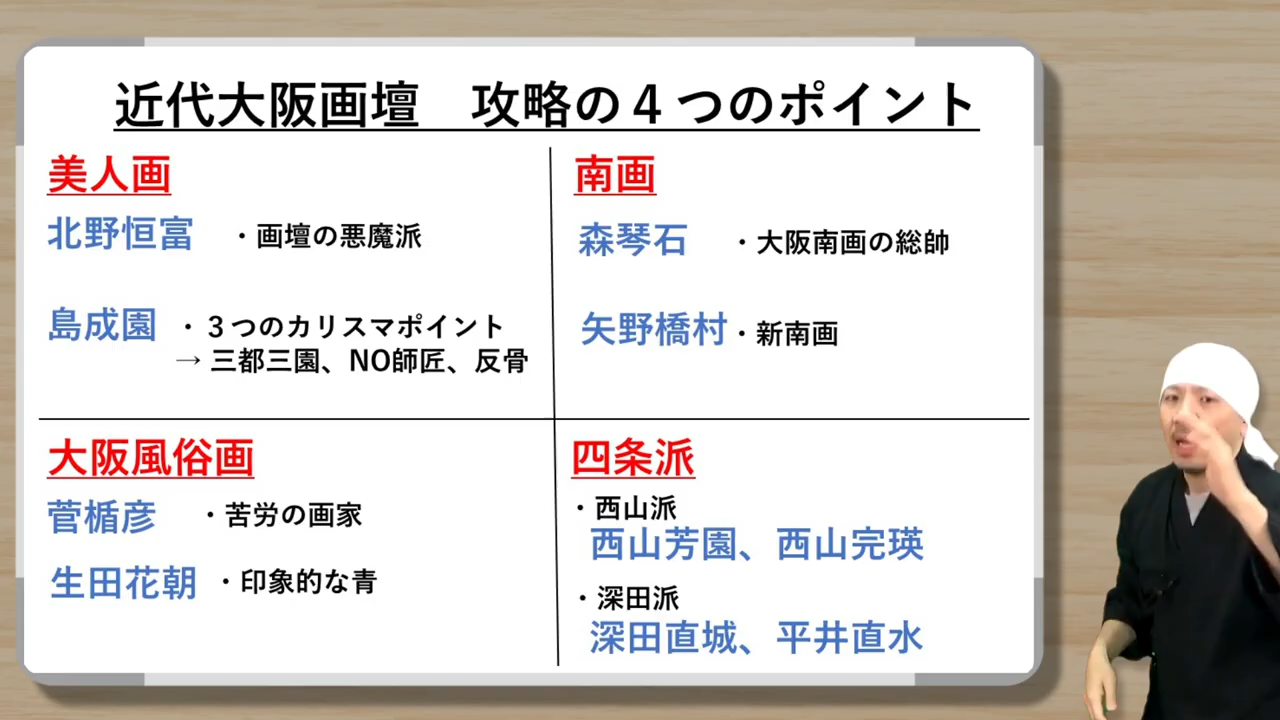 近代大阪画壇　攻略の４つのポイント
美人画
北野恒富　・画壇の悪魔派
島成園　・３つのカリスマポイント
→ 三都三園、NO師匠、反骨
南画
森琴石　・大阪南画の総帥
矢野橋村・新南画
大阪風俗画
菅楯彦　・苦労の画家
生田花朝　・印象的な青
四条派
・西山派
西山芳園、西山完瑛
・深田派
深田直城、平井直水